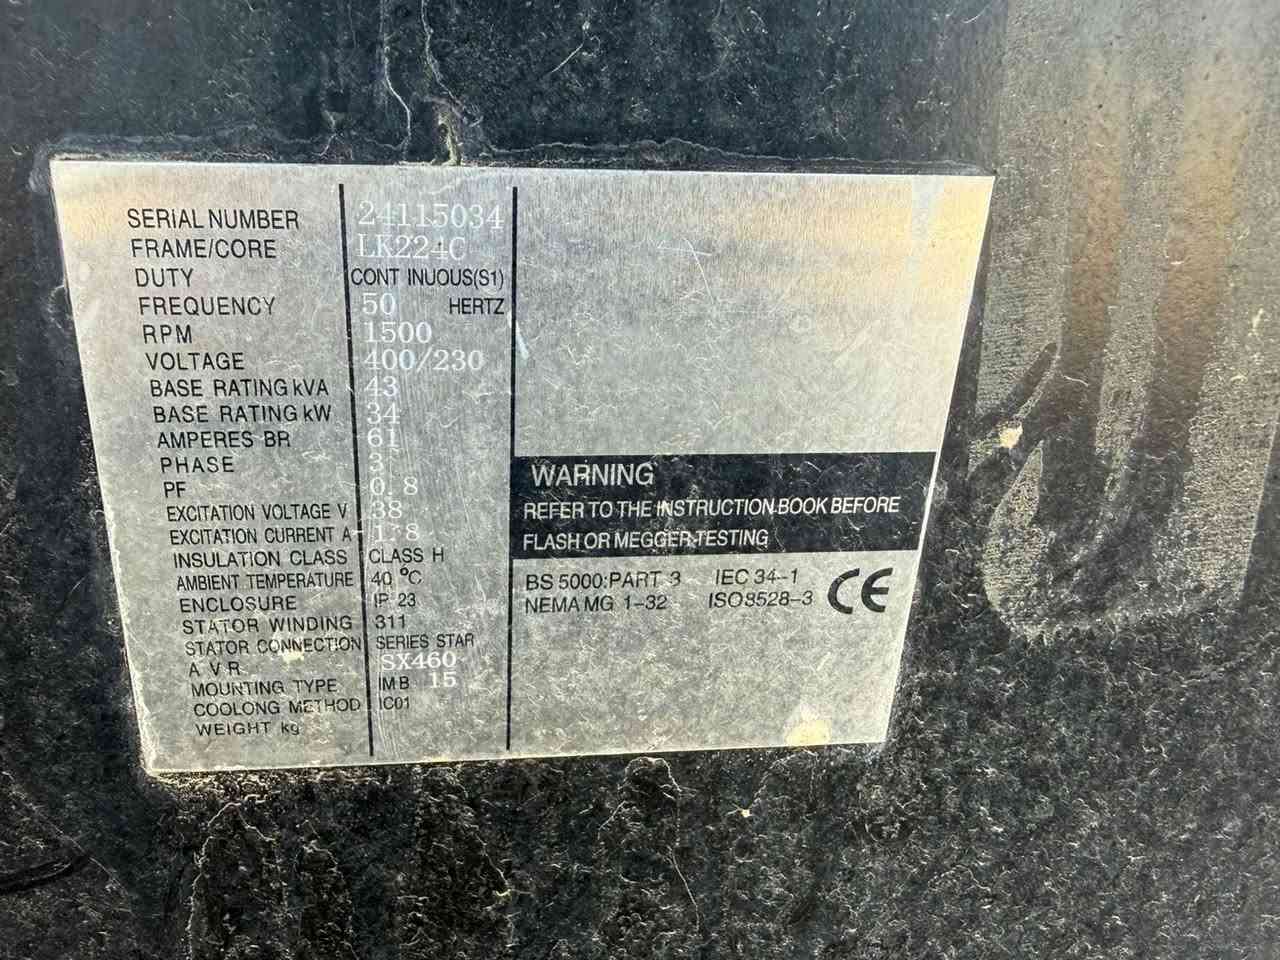 SERIAL NUMBER 24115034
FRAME/CORE LK224C
DUTY CONT INUOUS(S1)
FREQUENCY 50 HERTZ
RPM 1500
VOLTAGE 400/230
BASE RATING kVA 43
BASE RATING kW 34
AMPERES BR 61
PHASE 3
PF 0.8
EXCITATION VOLTAGE V 38
EXCITATION CURRENT A 1.8
INSULATION CLASS CLASS H
AMBIENT TEMPERATURE 40 °C
ENCLOSURE IP 23
STATOR WINDING 311
STATOR CONNECTION SERIES STAR
A V R SX460
MOUNTING TYPE IM B 15
COOLONG METHOD IC01
WEIGHT kg
WARNING
REFER TO THE INSTRUCTION BOOK BEFORE
FLASH OR MEGGER TESTING
BS 5000:PART 3 IEC 34-1
NEMA MG 1-32 ISO8528-3
CE